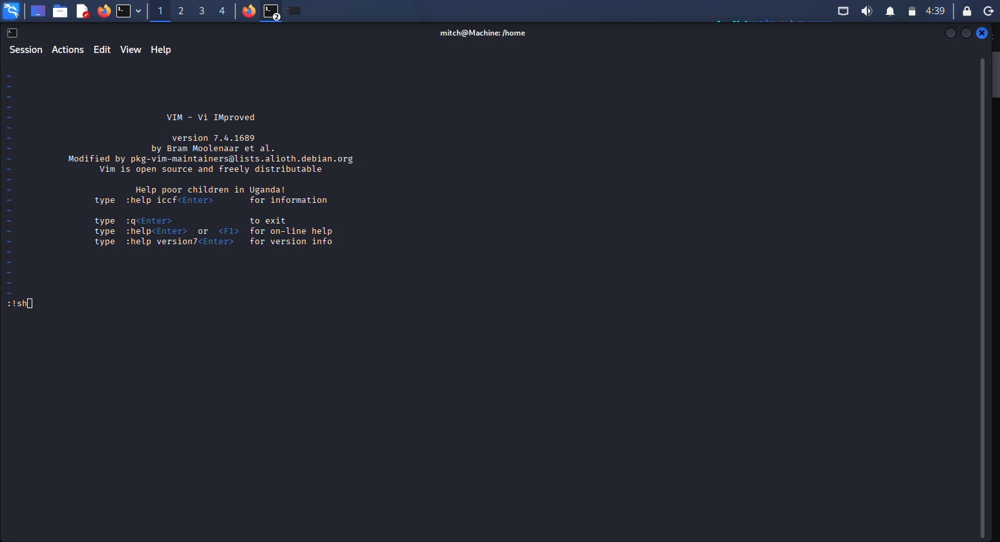 1 2 3 4 2 4:39
mitch@Machine: /home
Session Actions Edit View Help
~
~
~
~
~ VIM - Vi IMproved
~
~ version 7.4.1689
~ by Bram Moolenaar et al.
~ Modified by pkg-vim-maintainers@lists.alioth.debian.org
~ Vim is open source and freely distributable
~
~ Help poor children in Uganda!
~ type :help iccf<Enter> for information
~
~ type :q<Enter> to exit
~ type :help<Enter> or <F1> for on-line help
~ type :help version7<Enter> for version info
~
~
~
~
~
:!sh